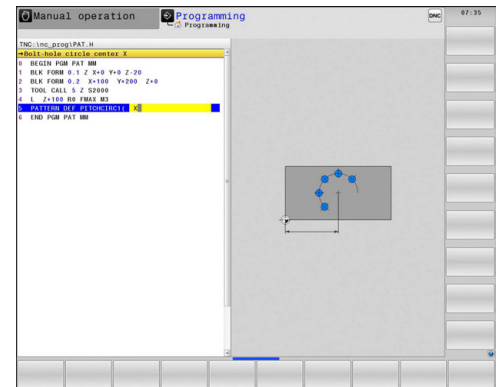 Manual operation
Programming
Programming
DNC
07:35
TNC:\nc_prog\PAT.H
→Bolt-hole circle center X
0 BEGIN PGM PAT MM
1 BLK FORM 0.1 Z X+0 Y+0 Z-20
2 BLK FORM 0.2 X+100 Y+200 Z+0
3 TOOL CALL 5 Z S2000
4 L Z+100 R0 FMAX M3
5 PATTERN DEF PITCHCIRC1( X
6 END PGM PAT MM